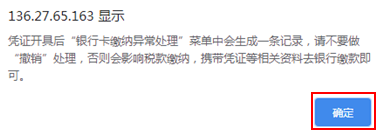 136.27.65.163 显示
凭证开具后“银行卡缴纳异常处理”菜单中会生成一条记录，请不要做
“撤销”处理，否则会影响税款缴纳，携带凭证等相关资料去银行缴款即
可。
确定